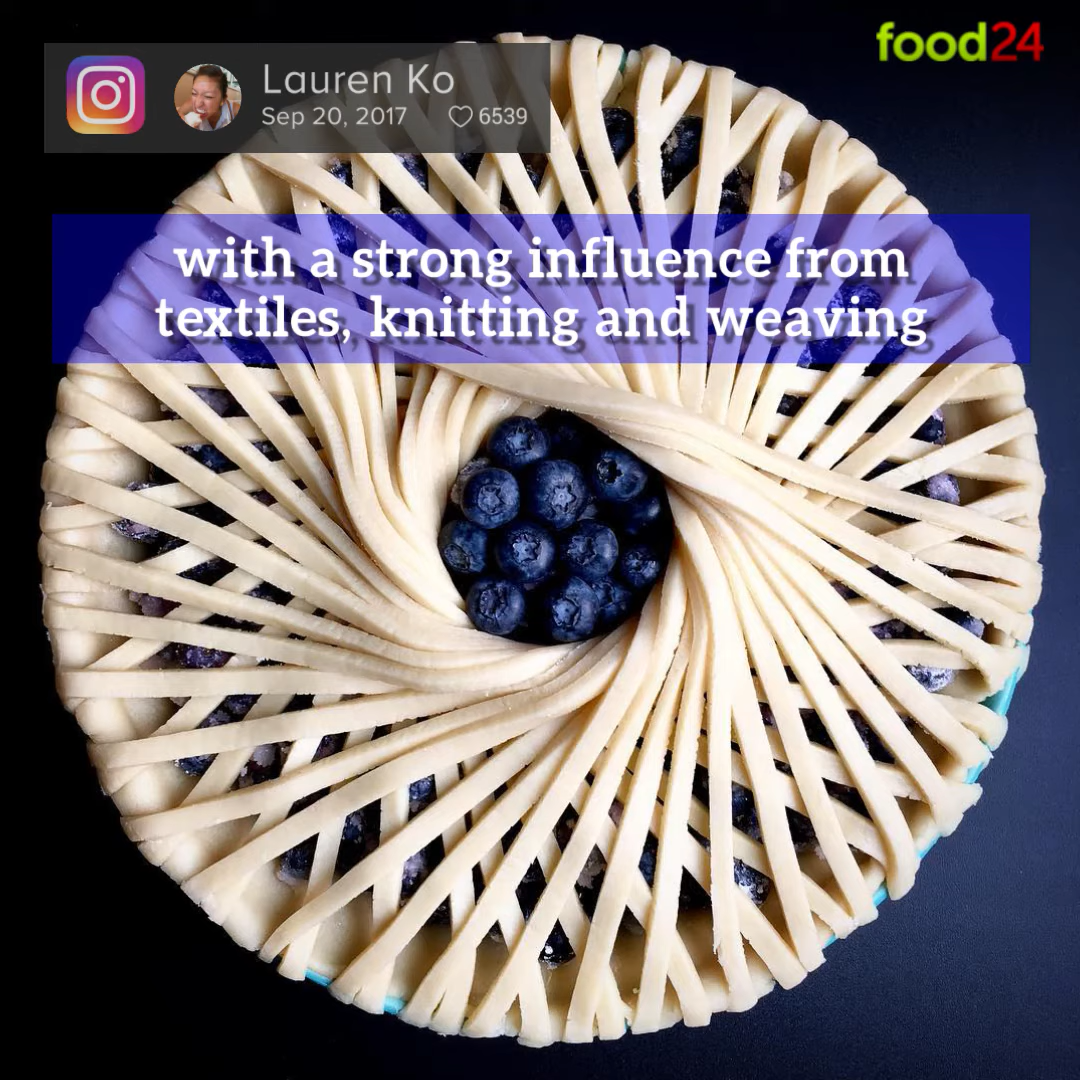 food24
Lauren Ko
Sep 20, 2017 ♡ 6539
with a strong influence from
textiles, knitting and weaving